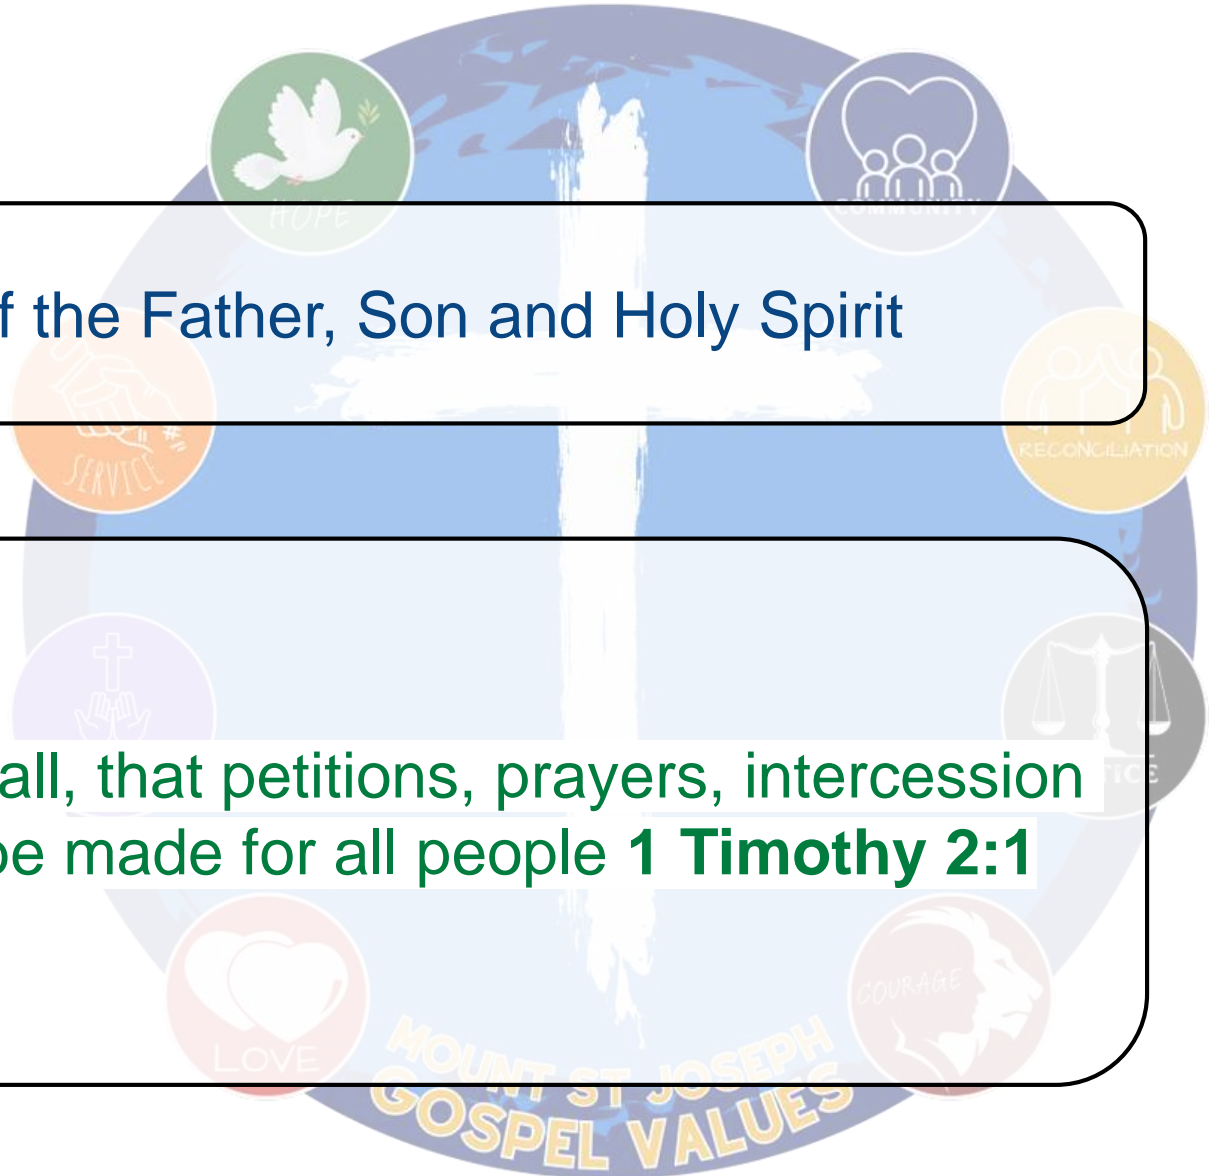 HOPE
COMMUNITY
f the Father, Son and Holy Spirit
SERVICE
RECONCILIATION
all, that petitions, prayers, intercession
be made for all people 1 Timothy 2:1
LOVE
COURAGE
MOUNT ST JOSEPH
GOSPEL VALUES